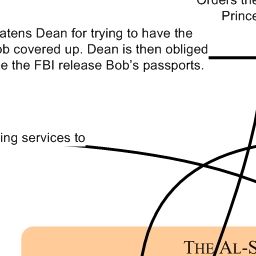 Orders the
Prince
atens Dean for trying to have the
ob covered up. Dean is then obliged
e the FBI release Bob's passports.
ing services to
THE AL-S